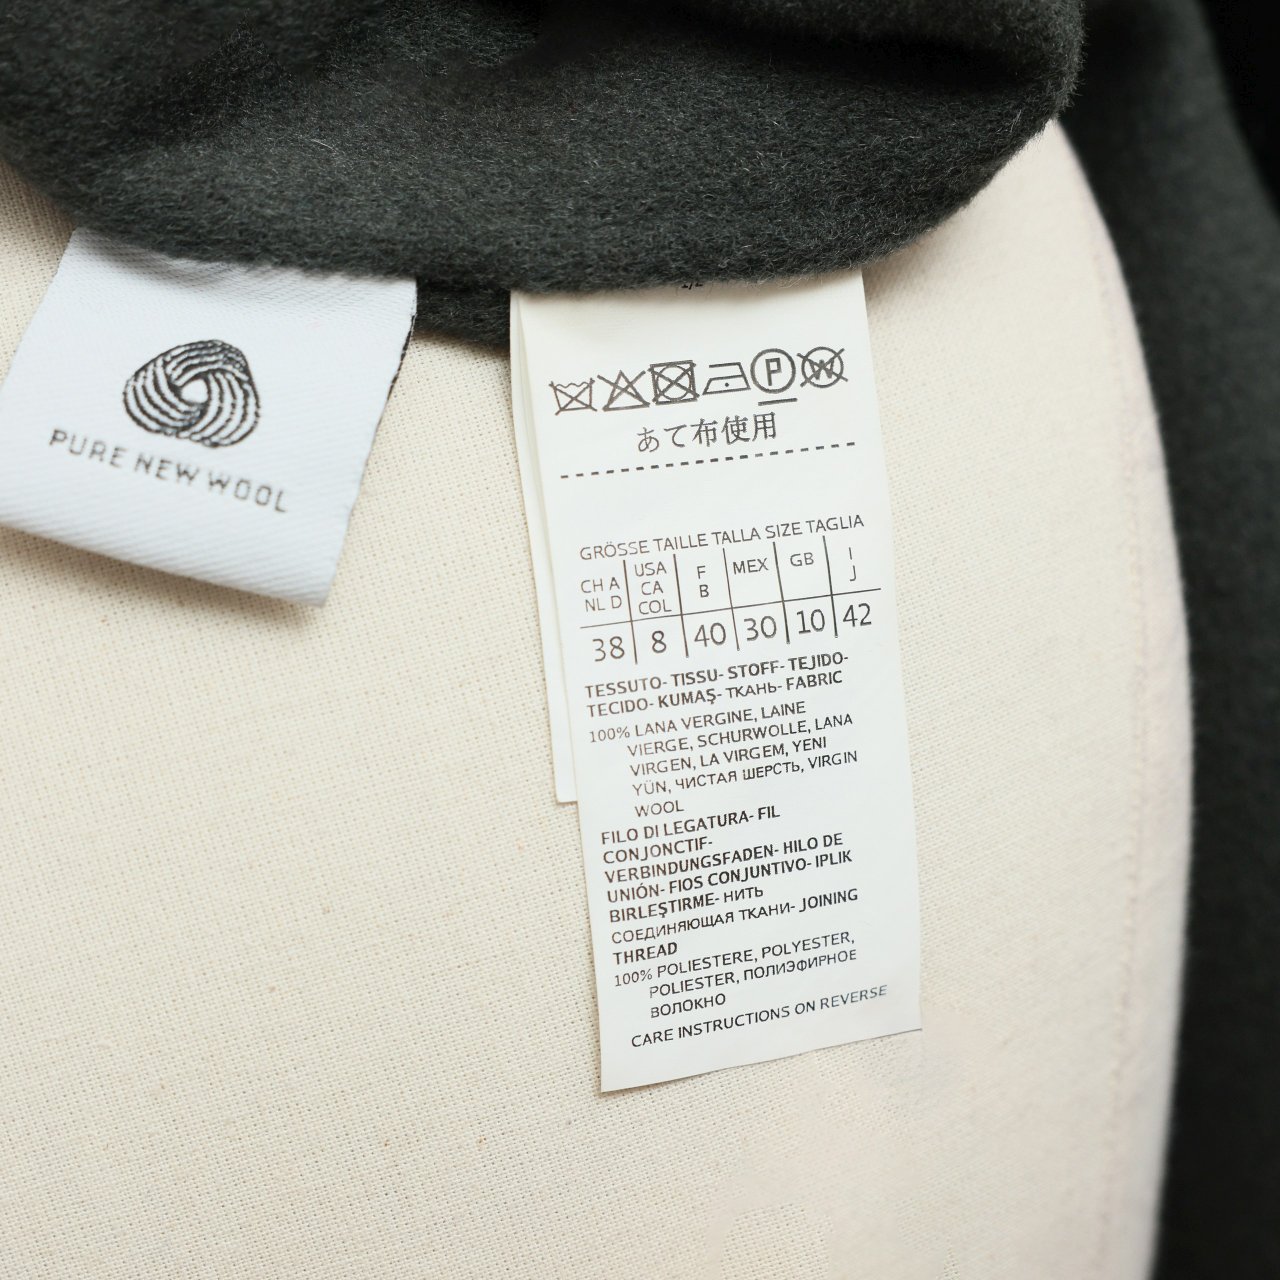 PURE NEW WOOL
あて布使用
GRÖSSE TAILLE TALLA SIZE TAGLIA
CH A NL D USA CA COL F B MEX GB I J
38 8 40 30 10 42
TESSUTO- TISSU- STOFF- TEJIDO-
TECIDO- KUMAŞ- ТКАНЬ- FABRIC
100% LANA VERGINE, LAINE
VIERGE, SCHURWOLLE, LANA
VIRGEN, LA VIRGEM, YENI
YÜN, ЧИСТАЯ ШЕРСТЬ, VIRGIN
WOOL
FILO DI LEGATURA- FIL
CONJONCTIF-
VERBINDUNGSFADEN- HILO DE
UNIÓN- FIOS CONJUNTIVO- IPLIK
BIRLEŞTIRME- НИТЬ
СОЕДИНЯЮЩАЯ ТКАНИ- JOINING
THREAD
100% POLIESTERE, POLYESTER,
POLIESTER, ПОЛИЭФИРНОЕ
ВОЛОКНО
CARE INSTRUCTIONS ON REVERSE